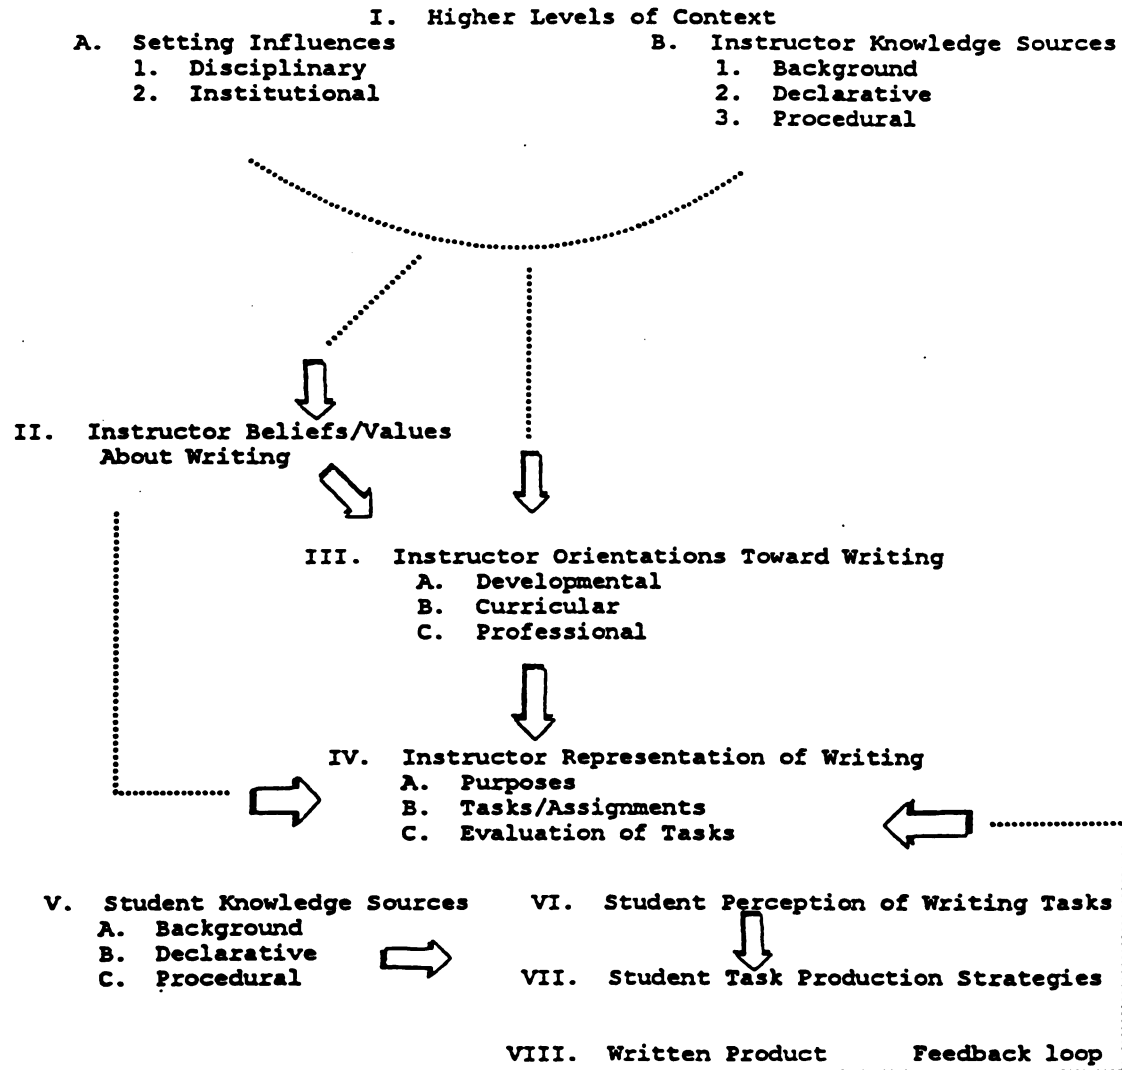 I. Higher Levels of Context
A. Setting Influences
1. Disciplinary
2. Institutional
B. Instructor Knowledge Sources
1. Background
2. Declarative
3. Procedural
II. Instructor Beliefs/Values
About Writing
III. Instructor Orientations Toward Writing
A. Developmental
B. Curricular
C. Professional
IV. Instructor Representation of Writing
A. Purposes
B. Tasks/Assignments
C. Evaluation of Tasks
V. Student Knowledge Sources
A. Background
B. Declarative
C. Procedural
VI. Student Perception of Writing Tasks
VII. Student Task Production Strategies
VIII. Written Product
Feedback loop